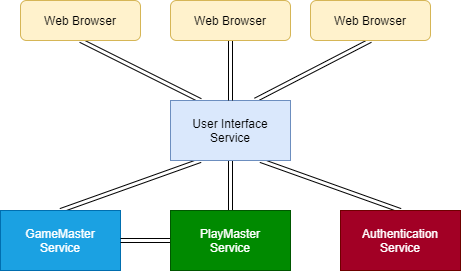 Web Browser
Web Browser
Web Browser
User Interface
Service
GameMaster
Service
PlayMaster
Service
Authentication
Service